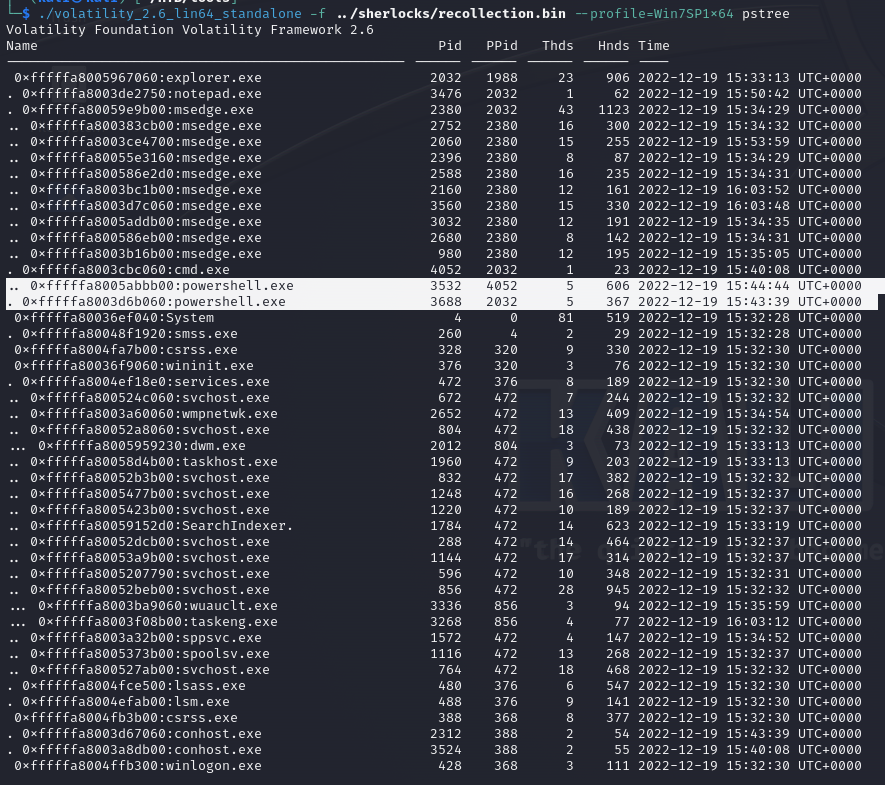 └─$ ./volatility_2.6_lin64_standalone -f ../sherlocks/recollection.bin --profile=Win7SP1x64 pstree
Volatility Foundation Volatility Framework 2.6
Name Pid PPid Thds Hnds Time
0xfffffa8005967060:explorer.exe 2032 1988 23 906 2022-12-19 15:33:13 UTC+0000
. 0xfffffa8003de2750:notepad.exe 3476 2032 1 62 2022-12-19 15:50:42 UTC+0000
. 0xfffffa80059e9b00:msedge.exe 2380 2032 43 1123 2022-12-19 15:34:29 UTC+0000
.. 0xfffffa800383cb00:msedge.exe 2752 2380 16 300 2022-12-19 15:34:32 UTC+0000
.. 0xfffffa8003ce4700:msedge.exe 2060 2380 15 255 2022-12-19 15:53:59 UTC+0000
.. 0xfffffa80055e3160:msedge.exe 2396 2380 8 87 2022-12-19 15:34:29 UTC+0000
.. 0xfffffa800586e2d0:msedge.exe 2588 2380 16 235 2022-12-19 15:34:31 UTC+0000
.. 0xfffffa8003bc1b00:msedge.exe 2160 2380 12 161 2022-12-19 16:03:52 UTC+0000
.. 0xfffffa8003d7c060:msedge.exe 3560 2380 15 330 2022-12-19 16:03:48 UTC+0000
.. 0xfffffa8005addb00:msedge.exe 3032 2380 12 191 2022-12-19 15:34:35 UTC+0000
.. 0xfffffa800586eb00:msedge.exe 2680 2380 8 142 2022-12-19 15:34:31 UTC+0000
.. 0xfffffa8003b16b00:msedge.exe 980 2380 12 195 2022-12-19 15:35:05 UTC+0000
. 0xfffffa8003cbc060:cmd.exe 4052 2032 1 23 2022-12-19 15:40:08 UTC+0000
.. 0xfffffa8005abbb00:powershell.exe 3532 4052 5 606 2022-12-19 15:44:44 UTC+0000
. 0xfffffa8003d6b060:powershell.exe 3688 2032 5 367 2022-12-19 15:43:39 UTC+0000
0xfffffa80036ef040:System 4 0 81 519 2022-12-19 15:32:28 UTC+0000
. 0xfffffa80048f1920:smss.exe 260 4 2 29 2022-12-19 15:32:28 UTC+0000
0xfffffa8004fa7b00:csrss.exe 328 320 9 330 2022-12-19 15:32:30 UTC+0000
0xfffffa80036f9060:wininit.exe 376 320 3 76 2022-12-19 15:32:30 UTC+0000
. 0xfffffa8004ef18e0:services.exe 472 376 8 189 2022-12-19 15:32:30 UTC+0000
.. 0xfffffa800524c060:svchost.exe 672 472 7 244 2022-12-19 15:32:32 UTC+0000
.. 0xfffffa8003a60060:wmpnetwk.exe 2652 472 13 409 2022-12-19 15:34:54 UTC+0000
.. 0xfffffa80052a8060:svchost.exe 804 472 18 438 2022-12-19 15:32:32 UTC+0000
... 0xfffffa8005959230:dwm.exe 2012 804 3 73 2022-12-19 15:33:13 UTC+0000
.. 0xfffffa80058d4b00:taskhost.exe 1960 472 9 203 2022-12-19 15:33:13 UTC+0000
.. 0xfffffa80052b3b00:svchost.exe 832 472 17 382 2022-12-19 15:32:32 UTC+0000
.. 0xfffffa8005477b00:svchost.exe 1248 472 16 268 2022-12-19 15:32:37 UTC+0000
.. 0xfffffa8005423b00:svchost.exe 1220 472 10 189 2022-12-19 15:32:37 UTC+0000
.. 0xfffffa80059152d0:SearchIndexer. 1784 472 14 623 2022-12-19 15:33:19 UTC+0000
.. 0xfffffa80052dcb00:svchost.exe 288 472 14 464 2022-12-19 15:32:37 UTC+0000
.. 0xfffffa80053a9b00:svchost.exe 1144 472 17 314 2022-12-19 15:32:37 UTC+0000
.. 0xfffffa8005207790:svchost.exe 596 472 10 348 2022-12-19 15:32:31 UTC+0000
.. 0xfffffa80052beb00:svchost.exe 856 472 28 945 2022-12-19 15:32:32 UTC+0000
... 0xfffffa8003ba9060:wuauclt.exe 3336 856 3 94 2022-12-19 15:35:59 UTC+0000
... 0xfffffa8003f08b00:taskeng.exe 3268 856 4 77 2022-12-19 16:03:12 UTC+0000
.. 0xfffffa8003a32b00:sppsvc.exe 1572 472 4 147 2022-12-19 15:34:52 UTC+0000
.. 0xfffffa8005373b00:spoolsv.exe 1116 472 13 268 2022-12-19 15:32:37 UTC+0000
.. 0xfffffa800527ab00:svchost.exe 764 472 18 468 2022-12-19 15:32:32 UTC+0000
. 0xfffffa8004fce500:lsass.exe 480 376 6 547 2022-12-19 15:32:30 UTC+0000
. 0xfffffa8004efab00:lsm.exe 488 376 9 141 2022-12-19 15:32:30 UTC+0000
0xfffffa8004fb3b00:csrss.exe 388 368 8 377 2022-12-19 15:32:30 UTC+0000
. 0xfffffa8003d67060:conhost.exe 2312 388 2 54 2022-12-19 15:43:39 UTC+0000
. 0xfffffa8003a8db00:conhost.exe 3524 388 2 55 2022-12-19 15:40:08 UTC+0000
0xfffffa8004ffb300:winlogon.exe 428 368 3 111 2022-12-19 15:32:30 UTC+0000